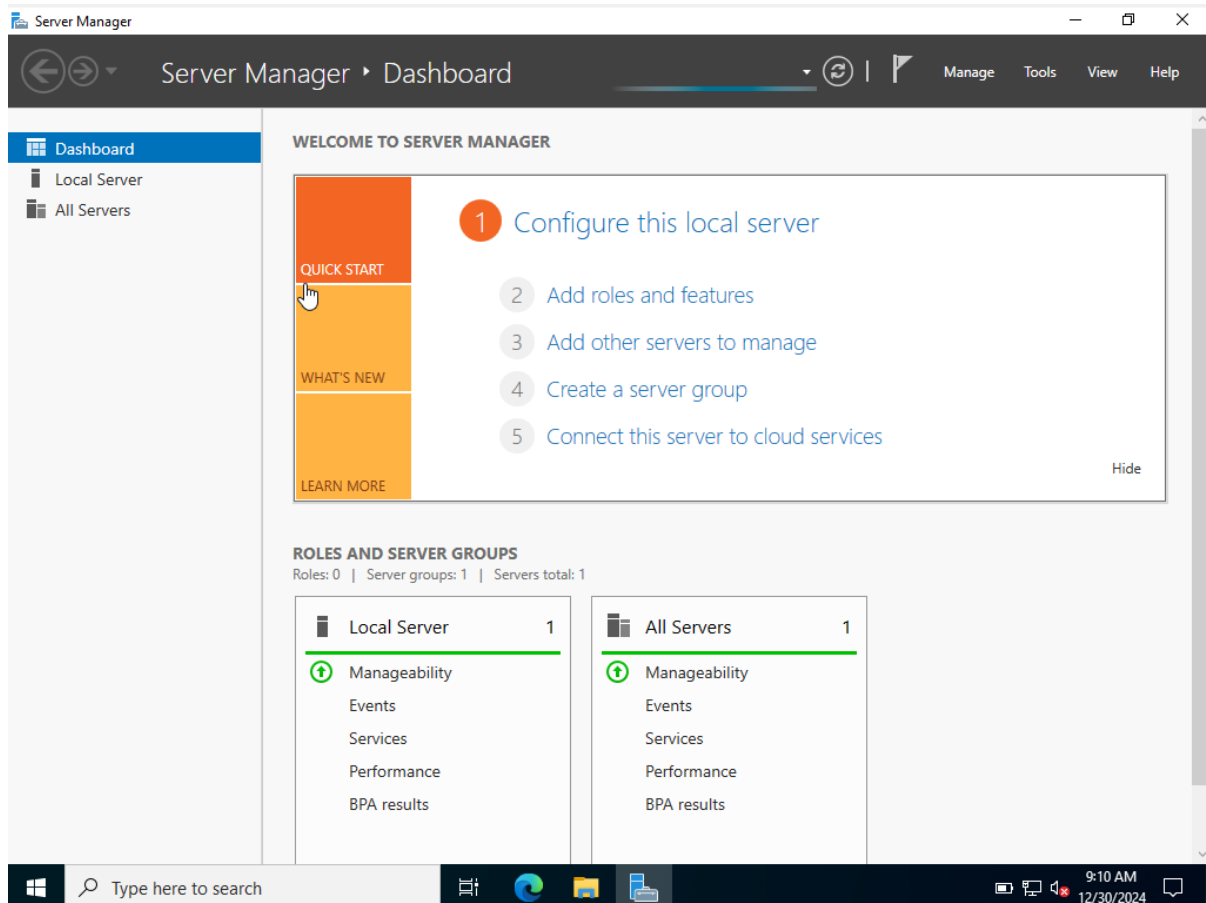 Server Manager
Server Manager ‣ Dashboard
Manage Tools View Help
Dashboard
Local Server
All Servers
WELCOME TO SERVER MANAGER
QUICK START
WHAT'S NEW
LEARN MORE
1 Configure this local server
2 Add roles and features
3 Add other servers to manage
4 Create a server group
5 Connect this server to cloud services
Hide
ROLES AND SERVER GROUPS
Roles: 0 | Server groups: 1 | Servers total: 1
Local Server 1
Manageability
Events
Services
Performance
BPA results
All Servers 1
Manageability
Events
Services
Performance
BPA results
Type here to search
9:10 AM
12/30/2024